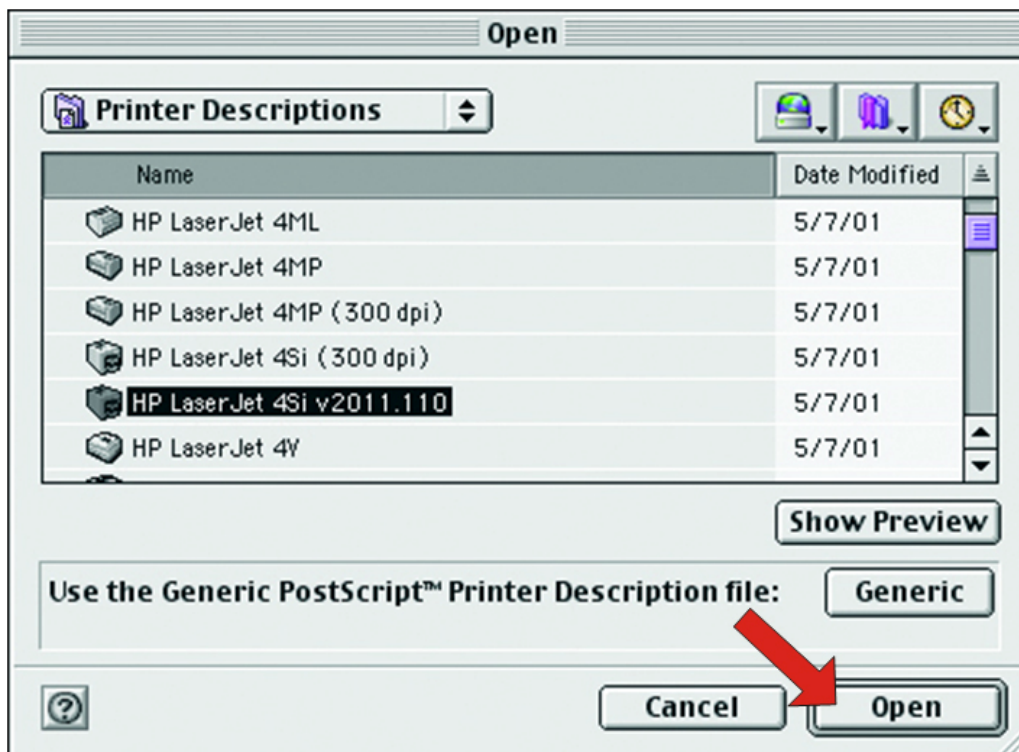 Open
Printer Descriptions
Name Date Modified
HP LaserJet 4ML 5/7/01
HP LaserJet 4MP 5/7/01
HP LaserJet 4MP (300 dpi) 5/7/01
HP LaserJet 4Si (300 dpi) 5/7/01
HP LaserJet 4Si v2011.110 5/7/01
HP LaserJet 4V 5/7/01
Show Preview
Use the Generic PostScript™ Printer Description file: Generic
? Cancel Open